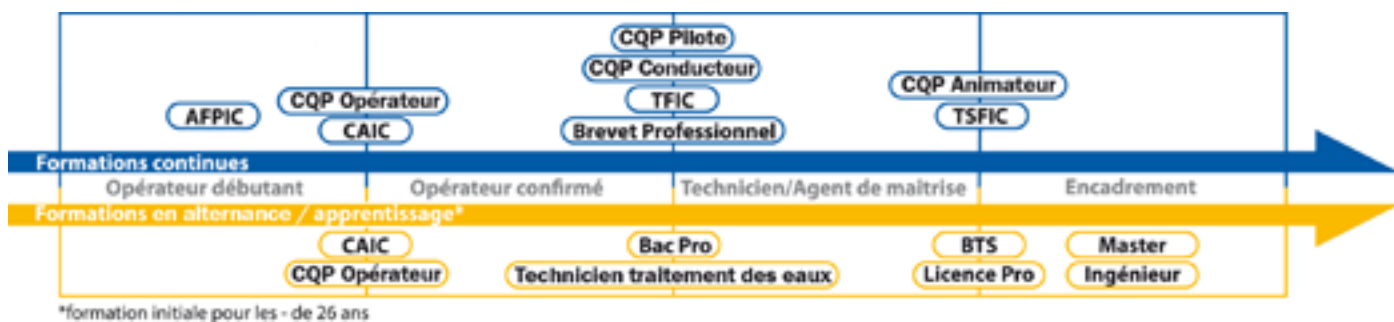 CQP Pilote
CQP Conducteur
CQP Opérateur
CQP Animateur
AFPIC
CAIC
TFIC
TSFIC
Brevet Professionnel
Formations continues
Opérateur débutant
Opérateur confirmé
Technicien/Agent de maîtrise
Encadrement
Formations en alternance / apprentissage*
CAIC
Bac Pro
BTS
Master
CQP Opérateur
Technicien traitement des eaux
Licence Pro
Ingénieur
*formation initiale pour les - de 26 ans